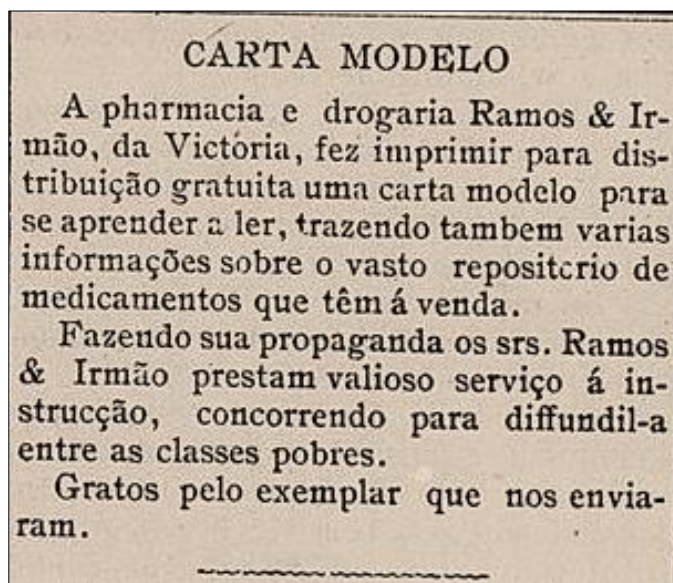 CARTA MODELO
A pharmacia e drogaria Ramos & Ir-
mão, da Victória, fez imprimir para dis-
tribuição gratuita uma carta modelo para
se aprender a ler, trazendo tambem varias
informações sobre o vasto repositcrio de
medicamentos que têm á venda.
Fazendo sua propaganda os srs. Ramos
& Irmão prestam valioso serviço á in-
strucção, concorrendo para diffundil-a
entre as classes pobres.
Gratos pelo exemplar que nos envia-
ram.